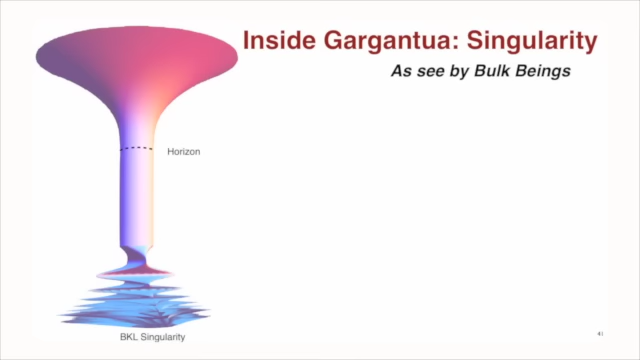 Inside Gargantua: Singularity
As see by Bulk Beings
Horizon
BKL Singularity